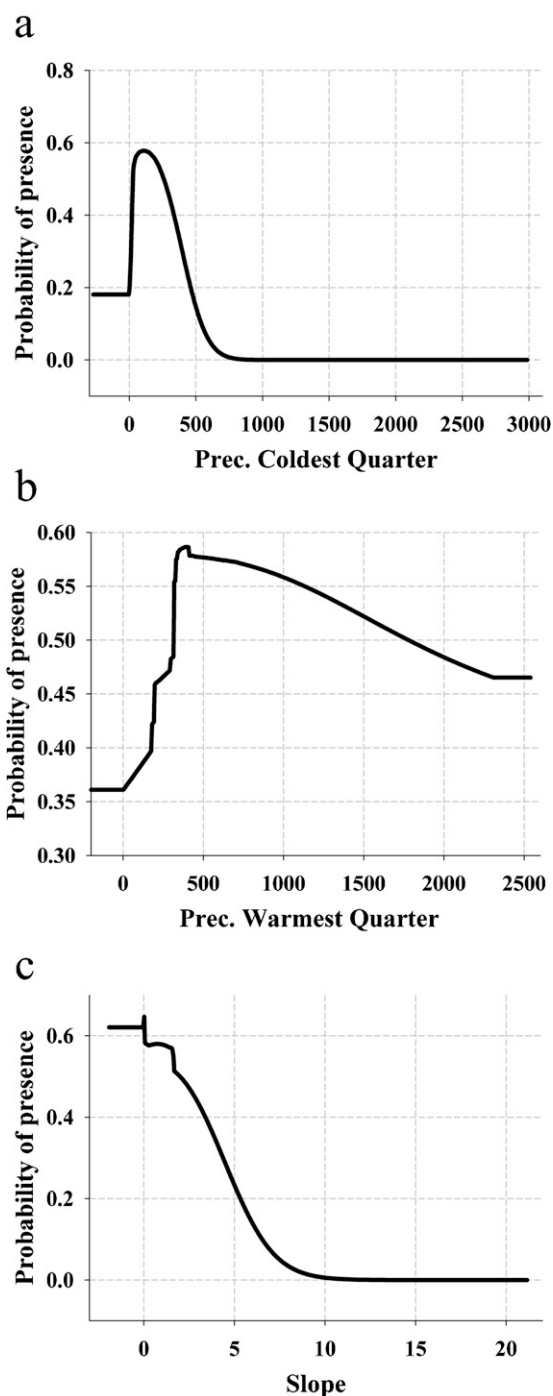 a
Probability of presence
0.8
0.6
0.4
0.2
0.0
0 500 1000 1500 2000 2500 3000
Prec. Coldest Quarter
b
Probability of presence
0.60
0.55
0.50
0.45
0.40
0.35
0.30
0 500 1000 1500 2000 2500
Prec. Warmest Quarter
c
Probability of presence
0.6
0.4
0.2
0.0
0 5 10 15 20
Slope